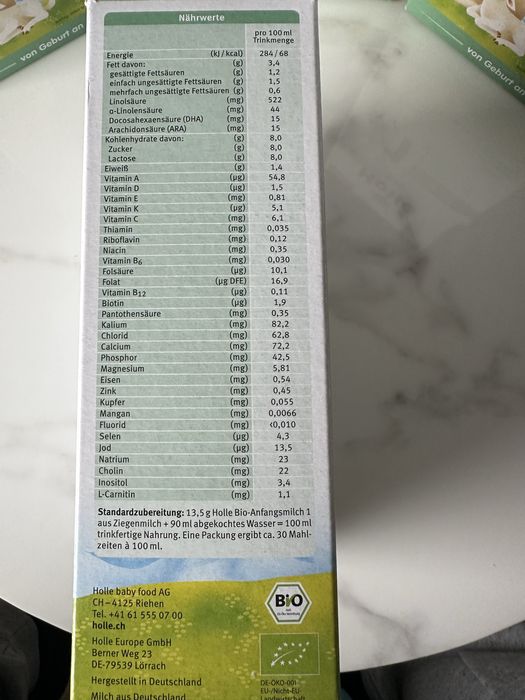 von Geburt an
von Geburt an
Nährwerte
pro 100 ml
Trinkmenge
Energie (kJ / kcal) 284 / 68
Fett davon: (g) 3,4
gesättigte Fettsäuren (g) 1,2
einfach ungesättigte Fettsäuren (g) 1,5
mehrfach ungesättigte Fettsäuren (g) 0,6
Linolsäure (mg) 522
α-Linolensäure (mg) 44
Docosahexaensäure (DHA) (mg) 15
Arachidonsäure (ARA) (mg) 15
Kohlenhydrate davon: (g) 8,0
Zucker (g) 8,0
Lactose (g) 8,0
Eiweiß (g) 1,4
Vitamin A (µg) 54,8
Vitamin D (µg) 1,5
Vitamin E (mg) 0,81
Vitamin K (µg) 5,1
Vitamin C (mg) 6,1
Thiamin (mg) 0,035
Riboflavin (mg) 0,12
Niacin (mg) 0,35
Vitamin B6 (mg) 0,030
Folsäure (µg) 10,1
Folat (µg DFE) 16,9
Vitamin B12 (µg) 0,11
Biotin (µg) 1,9
Pantothensäure (mg) 0,35
Kalium (mg) 82,2
Chlorid (mg) 62,8
Calcium (mg) 72,2
Phosphor (mg) 42,5
Magnesium (mg) 5,81
Eisen (mg) 0,54
Zink (mg) 0,45
Kupfer (mg) 0,055
Mangan (mg) 0,0066
Fluorid (mg) <0,010
Selen (µg) 4,3
Jod (µg) 13,5
Natrium (mg) 23
Cholin (mg) 22
Inositol (mg) 3,4
L-Carnitin (mg) 1,1
Standardzubereitung: 13,5 g Holle Bio-Anfangsmilch 1
aus Ziegenmilch + 90 ml abgekochtes Wasser = 100 ml
trinkfertige Nahrung. Eine Packung ergibt ca. 30 Mahl-
zeiten à 100 ml.
Holle baby food AG
CH-4125 Riehen
Tel. +41 61 555 07 00
holle.ch
Bio
Holle Europe GmbH
Berner Weg 23
DE-79539 Lörrach
Hergestellt in Deutschland
Milch aus Deutschland
DE-ÖKO-001
EU-/Nicht-EU-
Landwirtschaft